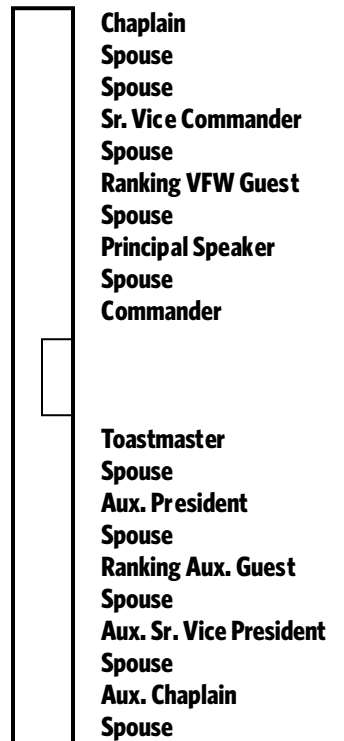 Chaplain
Spouse
Spouse
Sr. Vice Commander
Spouse
Ranking VFW Guest
Spouse
Principal Speaker
Spouse
Commander
Toastmaster
Spouse
Aux. President
Spouse
Ranking Aux. Guest
Spouse
Aux. Sr. Vice President
Spouse
Aux. Chaplain
Spouse